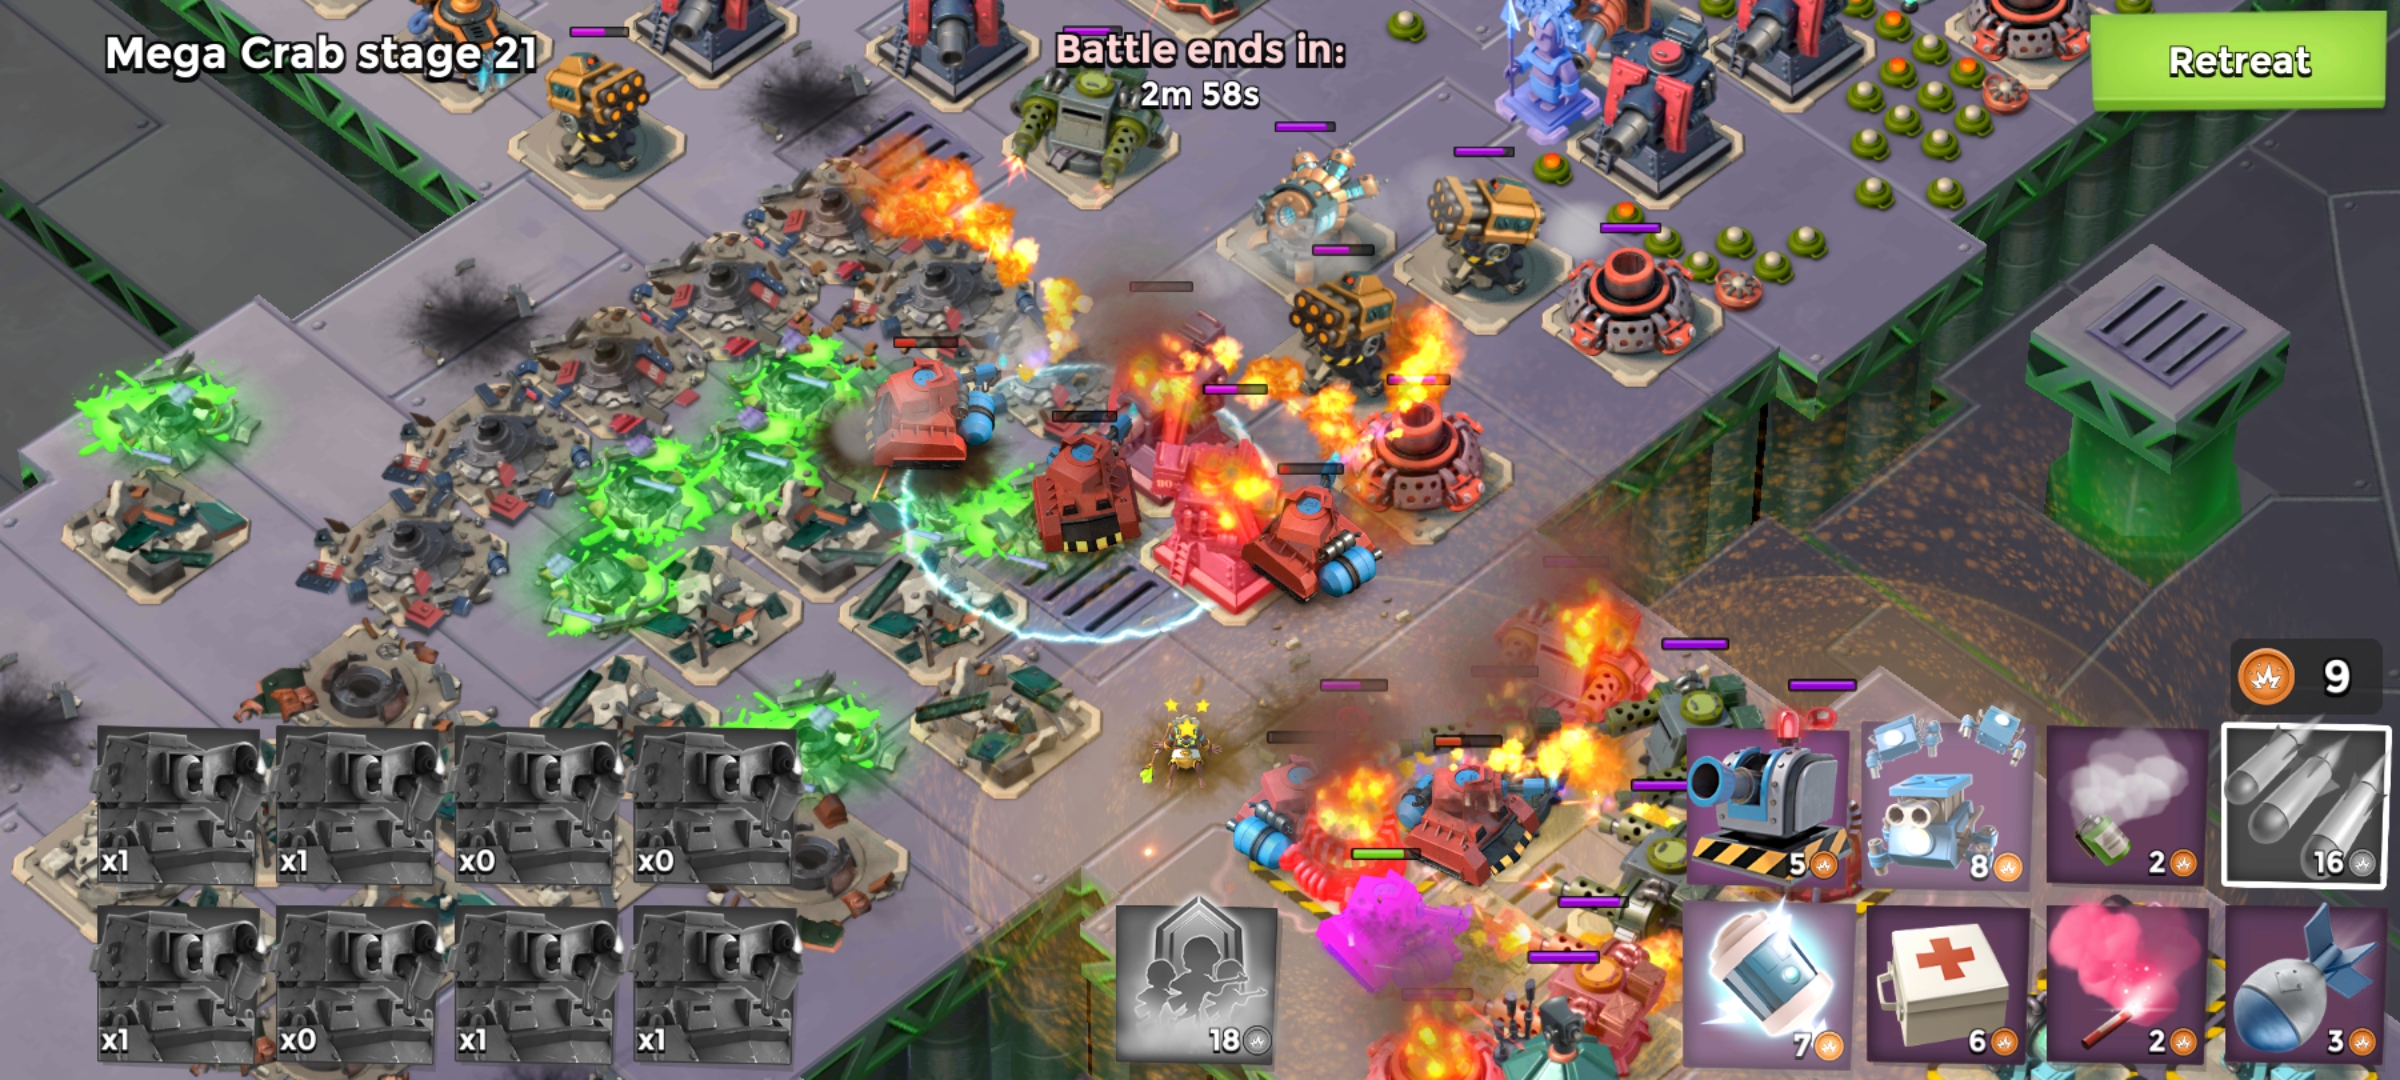 Mega Crab stage 21
Battle ends in:
2m 58s
Retreat
9
x1
x1
x0
x0
5
8
2
16
x1
x0
x1
x1
18
7
6
2
3